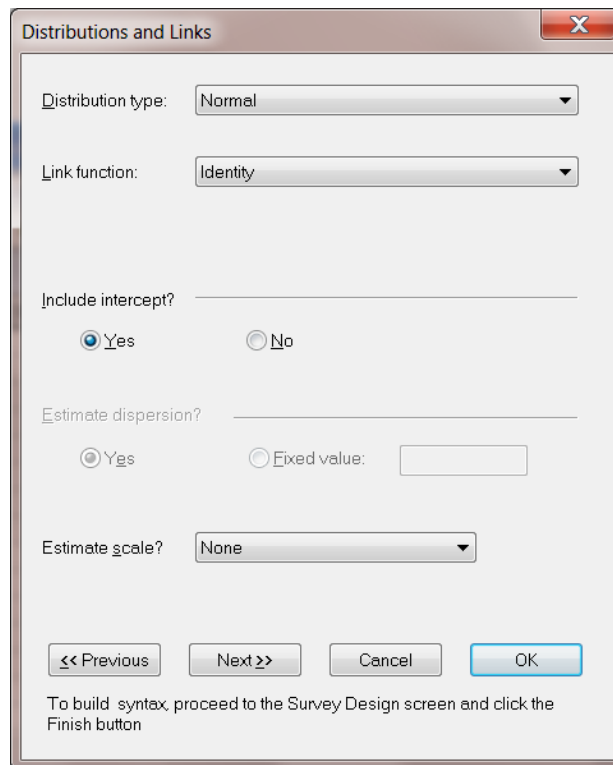 Distributions and Links
X
Distribution type: Normal
Link function: Identity
Include intercept?
Yes No
Estimate dispersion?
Yes Fixed value:
Estimate scale? None
<< Previous Next >> Cancel OK
To build syntax, proceed to the Survey Design screen and click the
Finish button